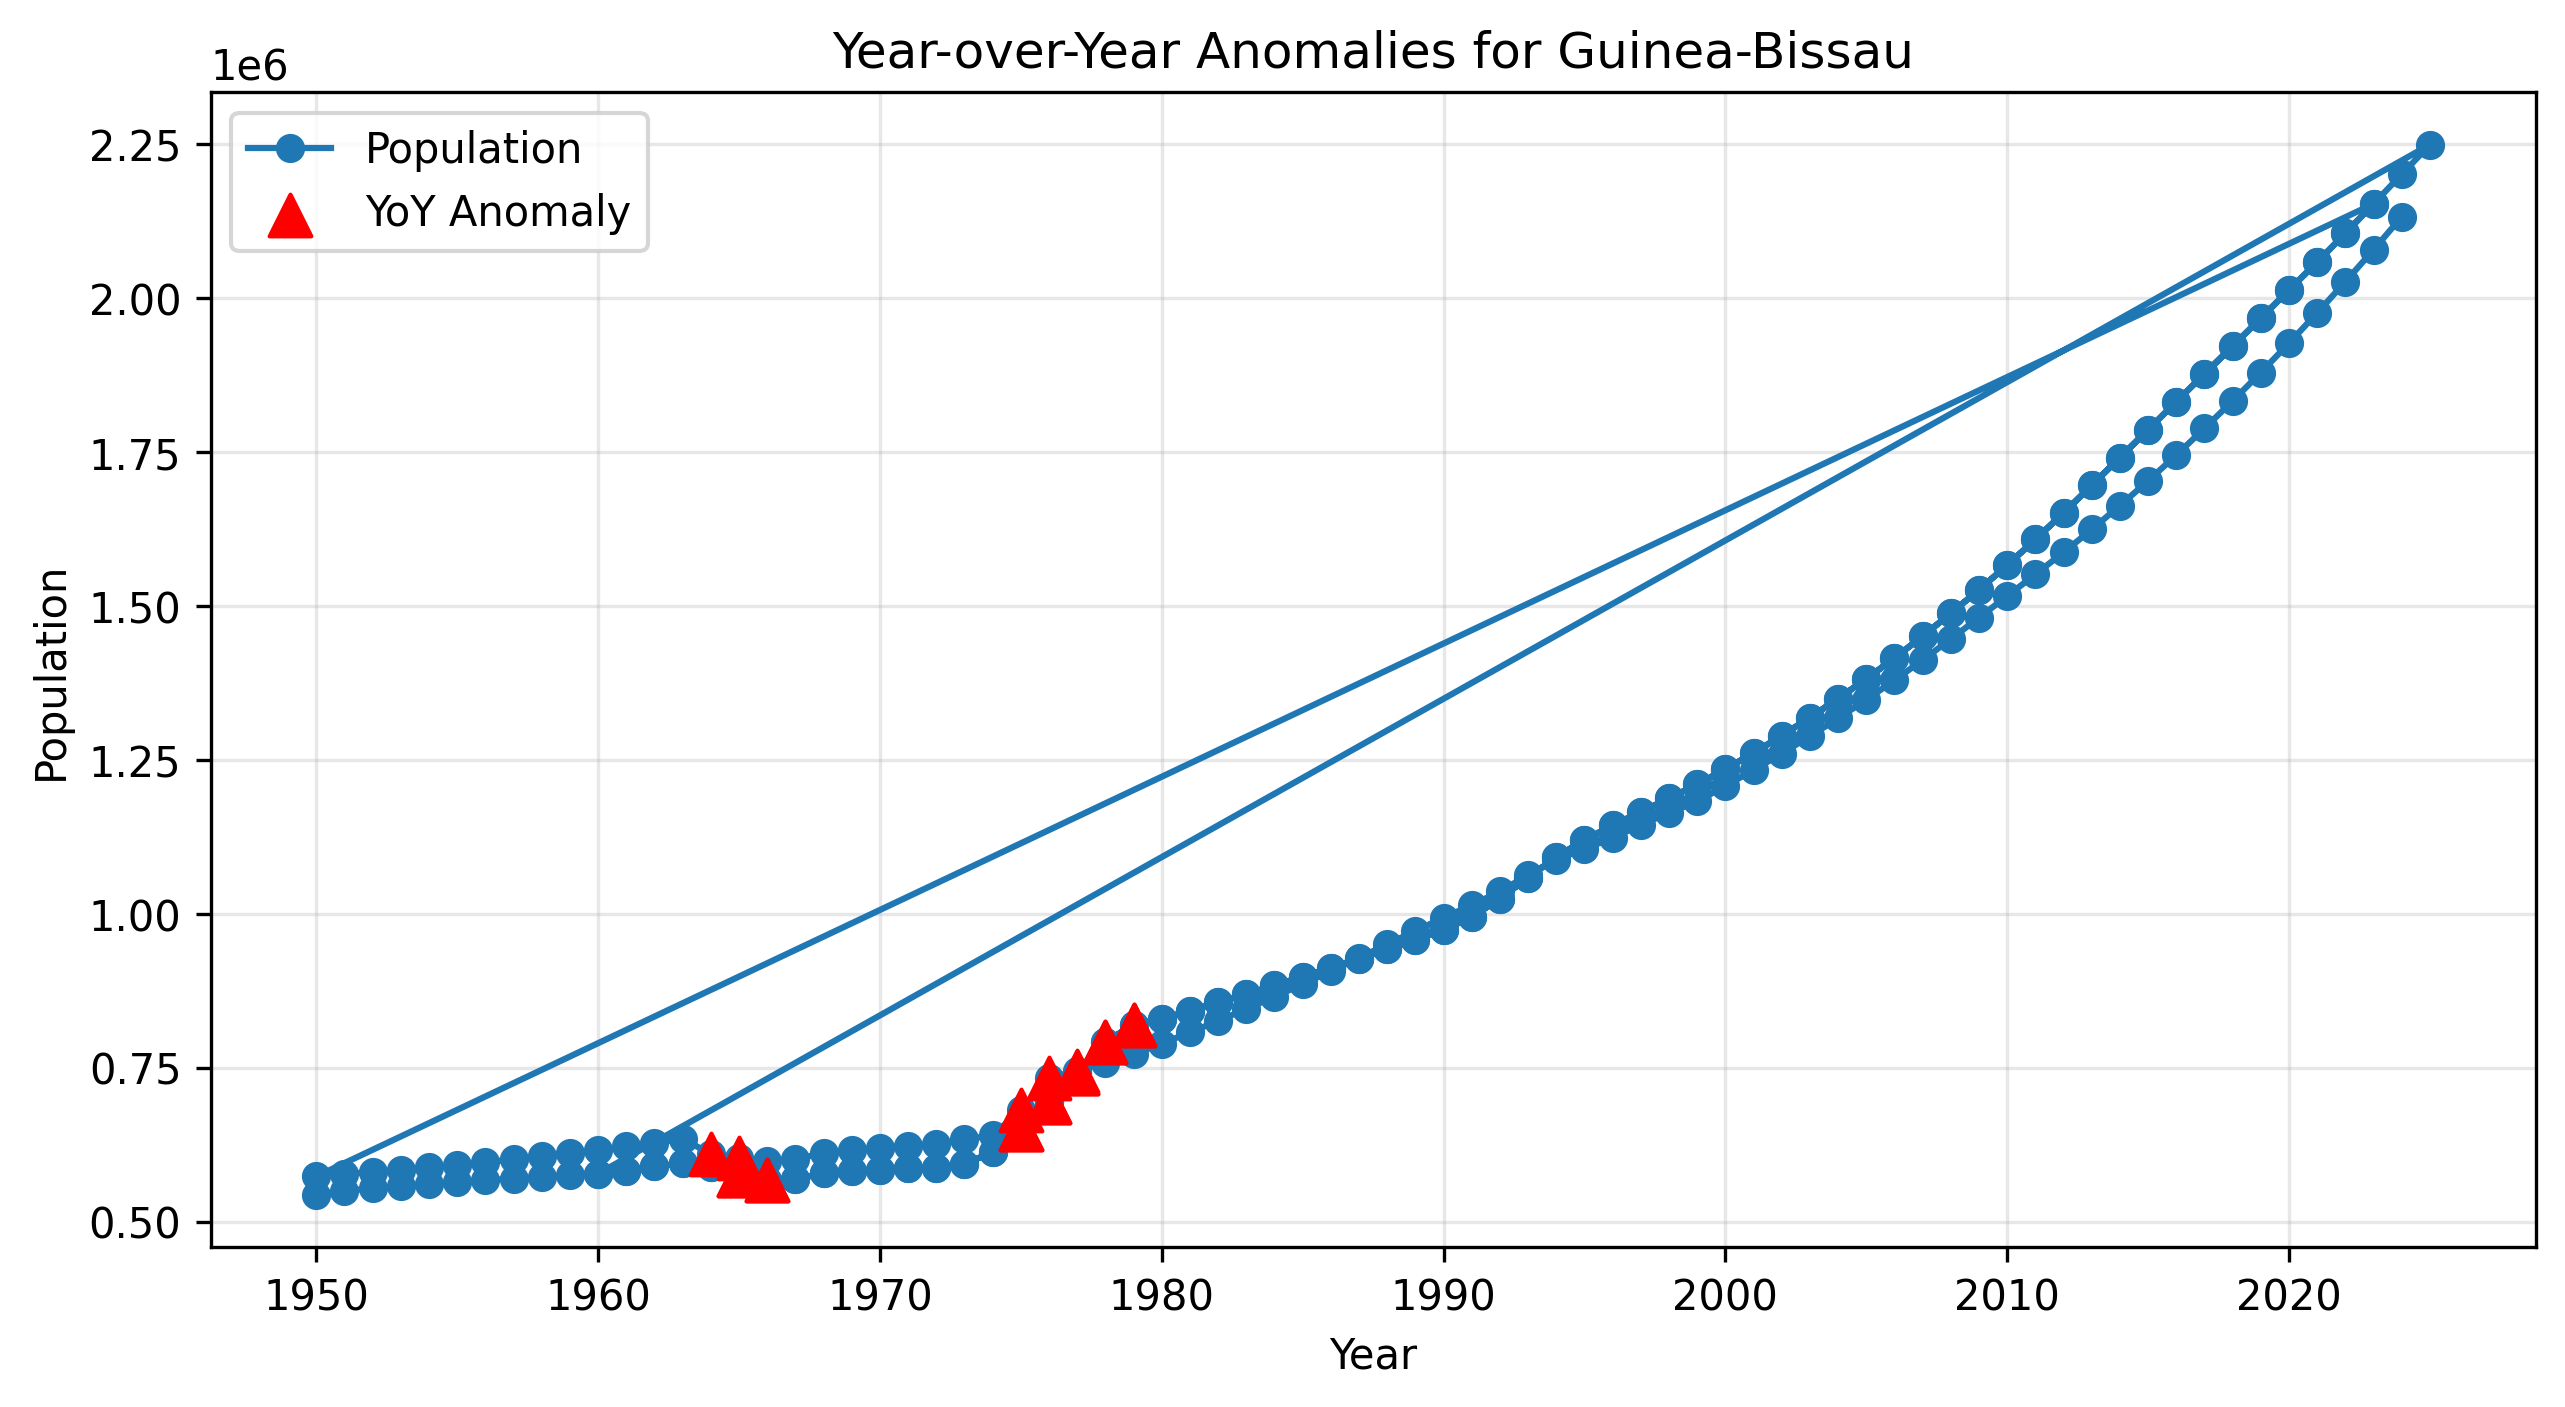 Year-over-Year Anomalies for Guinea-Bissau
1e6
Population
YoY Anomaly
2.25
2.00
1.75
1.50
1.25
1.00
0.75
0.50
Population
1950 1960 1970 1980 1990 2000 2010 2020
Year